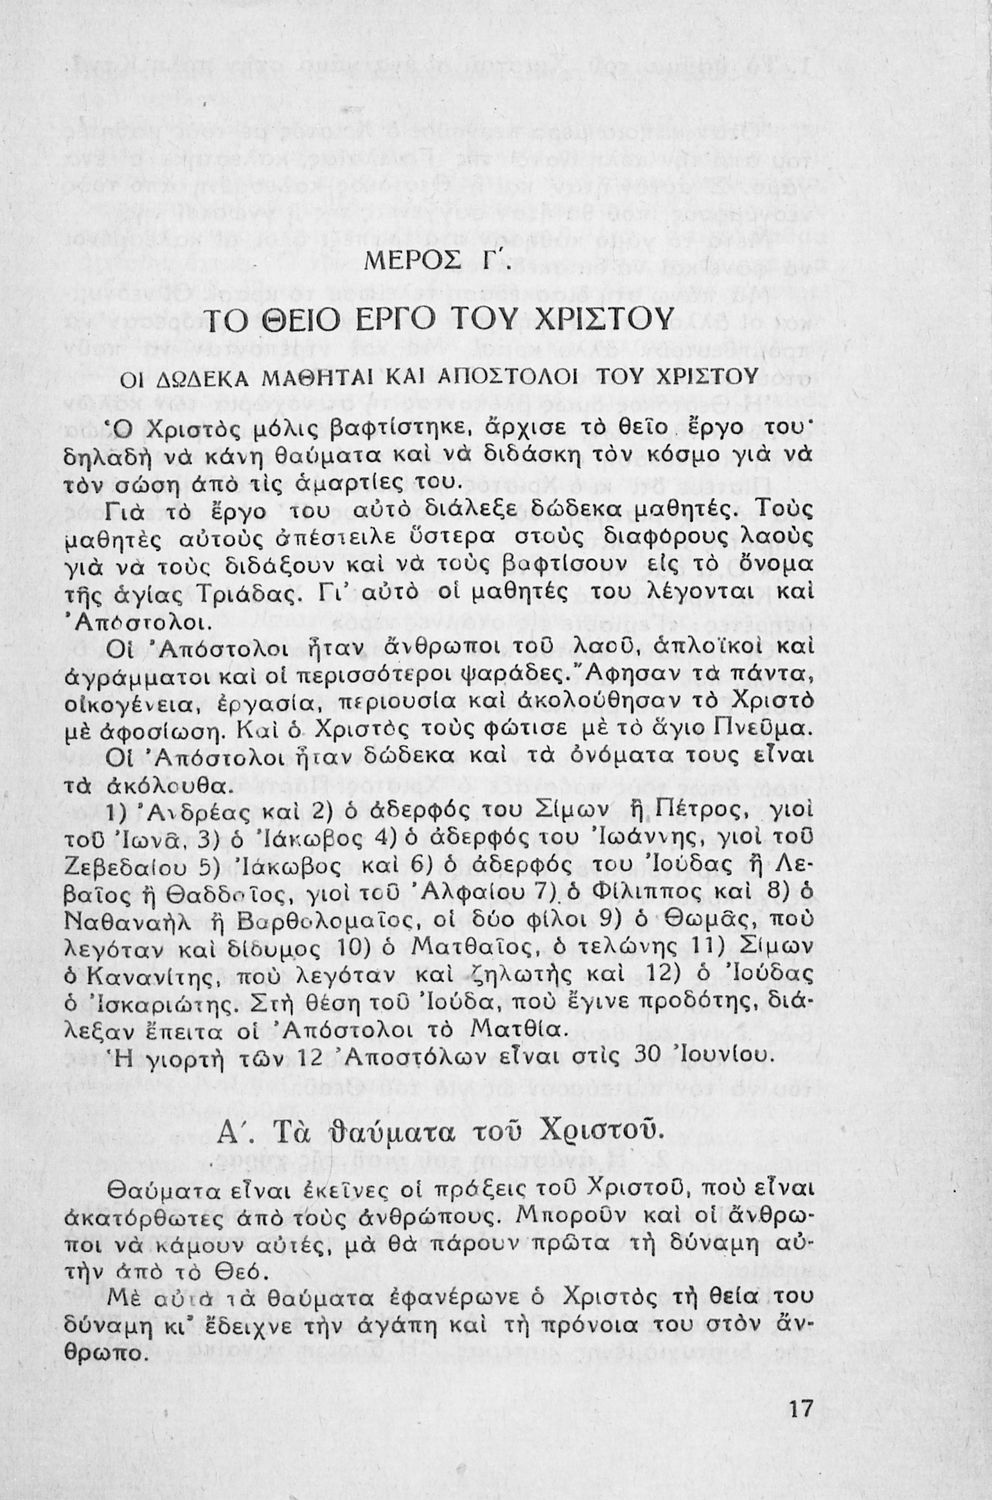 ΜΕΡΟΣ Γ΄.
ΤΟ ΘΕΙΟ ΕΡΓΟ ΤΟΥ ΧΡΙΣΤΟΥ
ΟΙ ΔΩΔΕΚΑ ΜΑΘΗΤΑΙ ΚΑΙ ΑΠΟΣΤΟΛΟΙ ΤΟΥ ΧΡΙΣΤΟΥ
Ὁ Χριστὸς μόλις βαφτίστηκε, ἄρχισε τὸ θεῖο ἔργο του·
δηλαδὴ νὰ κάνη θαύματα καὶ νὰ διδάσκη τὸν κόσμο γιὰ νὰ
τὸν σώση ἀπὸ τὶς ἁμαρτίες του.
Γιὰ τὸ ἔργο του αὐτὸ διάλεξε δώδεκα μαθητές. Τοὺς
μαθητὲς αὐτοὺς ἀπέστειλε ὕστερα στοὺς διαφόρους λαοὺς
γιὰ νὰ τοὺς διδάξουν καὶ νὰ τοὺς βαφτίσουν εἰς τὸ ὄνομα
τῆς ἁγίας Τριάδας. Γι' αὐτὸ οἱ μαθητές του λέγονται καὶ
Ἀπόστολοι.
Οἱ Ἀπόστολοι ἦταν ἄνθρωποι τοῦ λαοῦ, ἁπλοϊκοὶ καὶ
ἀγράμματοι καὶ οἱ περισσότεροι ψαράδες. Ἄφησαν τὰ πάντα,
οἰκογένεια, ἐργασία, περιουσία καὶ ἀκολούθησαν τὸ Χριστὸ
μὲ ἀφοσίωση. Καὶ ὁ Χριστὸς τοὺς φώτισε μὲ τὸ ἅγιο Πνεῦμα.
Οἱ Ἀπόστολοι ἦταν δώδεκα καὶ τὰ ὀνόματα τους εἶναι
τὰ ἀκόλουθα.
1) Ἀνδρέας καὶ 2) ὁ ἀδερφός του Σίμων ἢ Πέτρος, γιοὶ
τοῦ Ἰωνᾶ, 3) ὁ Ἰάκωβος 4) ὁ ἀδερφός του Ἰωάννης, γιοὶ τοῦ
Ζεβεδαίου 5) Ἰάκωβος καὶ 6) ὁ ἀδερφός του Ἰούδας ἢ Λε-
βαῖος ἢ Θαδδαῖος, γιοὶ τοῦ Ἀλφαίου 7) ὁ Φίλιππος καὶ 8) ὁ
Ναθαναὴλ ἢ Βαρθολομαῖος, οἱ δύο φίλοι 9) ὁ Θωμᾶς, ποὺ
λεγόταν καὶ δίδυμος 10) ὁ Ματθαῖος, ὁ τελώνης 11) Σίμων
ὁ Κανανίτης, ποὺ λεγόταν καὶ ζηλωτὴς καὶ 12) ὁ Ἰούδας
ὁ Ἰσκαριώτης. Στὴ θέση τοῦ Ἰούδα, ποὺ ἔγινε προδότης, διά-
λεξαν ἔπειτα οἱ Ἀπόστολοι τὸ Ματθία.
Ἡ γιορτὴ τῶν 12 Ἀποστόλων εἶναι στὶς 30 Ἰουνίου.
Α΄. Τὰ θαύματα τοῦ Χριστοῦ.
Θαύματα εἶναι ἐκεῖνες οἱ πράξεις τοῦ Χριστοῦ, ποὺ εἶναι
ἀκατόρθωτες ἀπὸ τοὺς ἀνθρώπους. Μποροῦν καὶ οἱ ἄνθρω-
ποι νὰ κάμουν αὐτές, μὰ θὰ πάρουν πρῶτα τὴ δύναμη αὐ-
τὴν ἀπὸ τὸ Θεό.
Μὲ αὐτὰ τὰ θαύματα ἐφανέρωνε ὁ Χριστὸς τὴ θεία του
δύναμη κι' ἔδειχνε τὴν ἀγάπη καὶ τὴ πρόνοια του στὸν ἄν-
θρωπο.
17